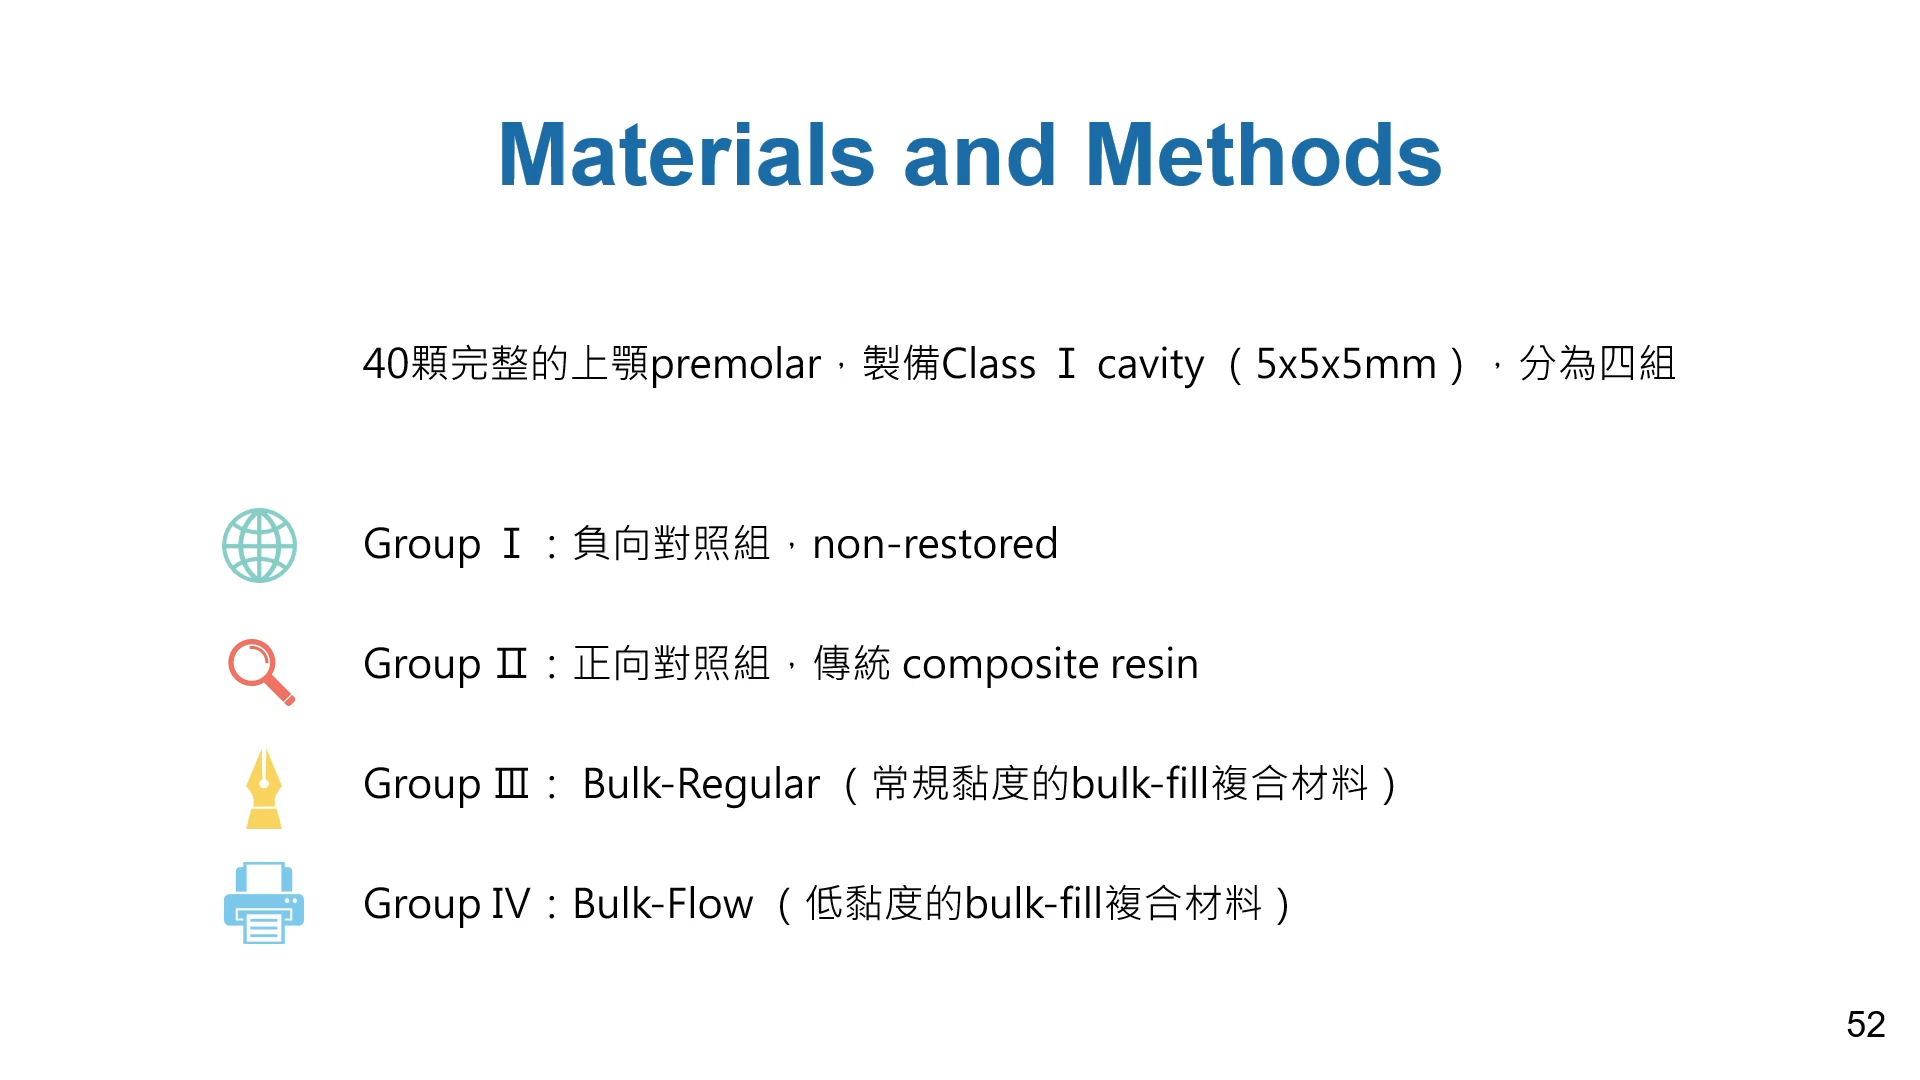 Materials and Methods
40顆完整的上顎premolar，製備Class Ⅰ cavity（5x5x5mm），分為四組
Group Ⅰ：負向對照組，non-restored
Group Ⅱ：正向對照組，傳統 composite resin
Group Ⅲ： Bulk-Regular（常規黏度的bulk-fill複合材料）
Group IV：Bulk-Flow（低黏度的bulk-fill複合材料）
52